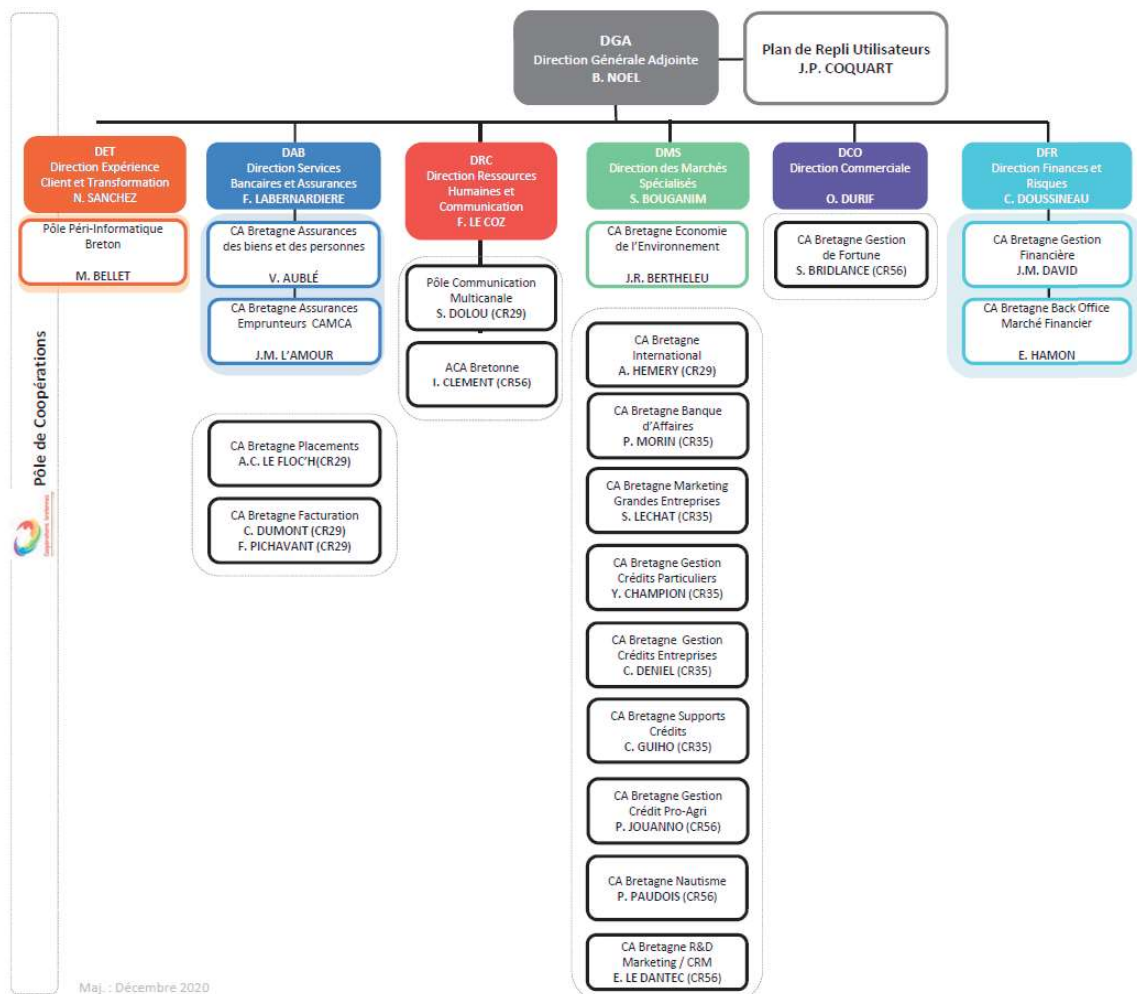 DGA
Direction Générale Adjointe
B. NOEL
Plan de Repli Utilisateurs
J.P. COQUART
DET
Direction Expérience
Client et Transformation
N. SANCHEZ
Pôle Péri-Informatique
Breton
M. BELLET
DAB
Direction Services
Bancaires et Assurances
F. LABERNARDIERE
CA Bretagne Assurances
des biens et des personnes
V. AUBLÉ
CA Bretagne Assurances
Emprunteurs CAMCA
J.M. L'AMOUR
CA Bretagne Placements
A.C. LE FLOC'H(CR29)
CA Bretagne Facturation
C. DUMONT (CR29)
F. PICHAVANT (CR29)
DRC
Direction Ressources
Humaines et
Communication
F. LE COZ
Pôle Communication
Multicanale
S. DOLOU (CR29)
ACA Bretonne
I. CLEMENT (CR56)
DMS
Direction des Marchés
Spécialisés
S. BOUGANIM
CA Bretagne Economie
de l'Environnement
J.R. BERTHELEU
CA Bretagne
International
A. HEMERY (CR29)
CA Bretagne Banque
d'Affaires
P. MORIN (CR35)
CA Bretagne Marketing
Grandes Entreprises
S. LECHAT (CR35)
CA Bretagne Gestion
Crédits Particuliers
Y. CHAMPION (CR35)
CA Bretagne Gestion
Crédits Entreprises
C. DENIEL (CR35)
CA Bretagne Supports
Crédits
C. GUIHO (CR35)
CA Bretagne Gestion
Crédit Pro-Agri
P. JOUANNO (CR56)
CA Bretagne Nautisme
P. PAUDOIS (CR56)
CA Bretagne R&D
Marketing / CRM
E. LE DANTEC (CR56)
DCO
Direction Commerciale
O. DURIF
CA Bretagne Gestion
de Fortune
S. BRIDLANCE (CR56)
DFR
Direction Finances et
Risques
C. DOUSSINEAU
CA Bretagne Gestion
Financière
J.M. DAVID
CA Bretagne Back Office
Marché Financier
E. HAMON
Pôle de Coopérations
Maj. : Décembre 2020